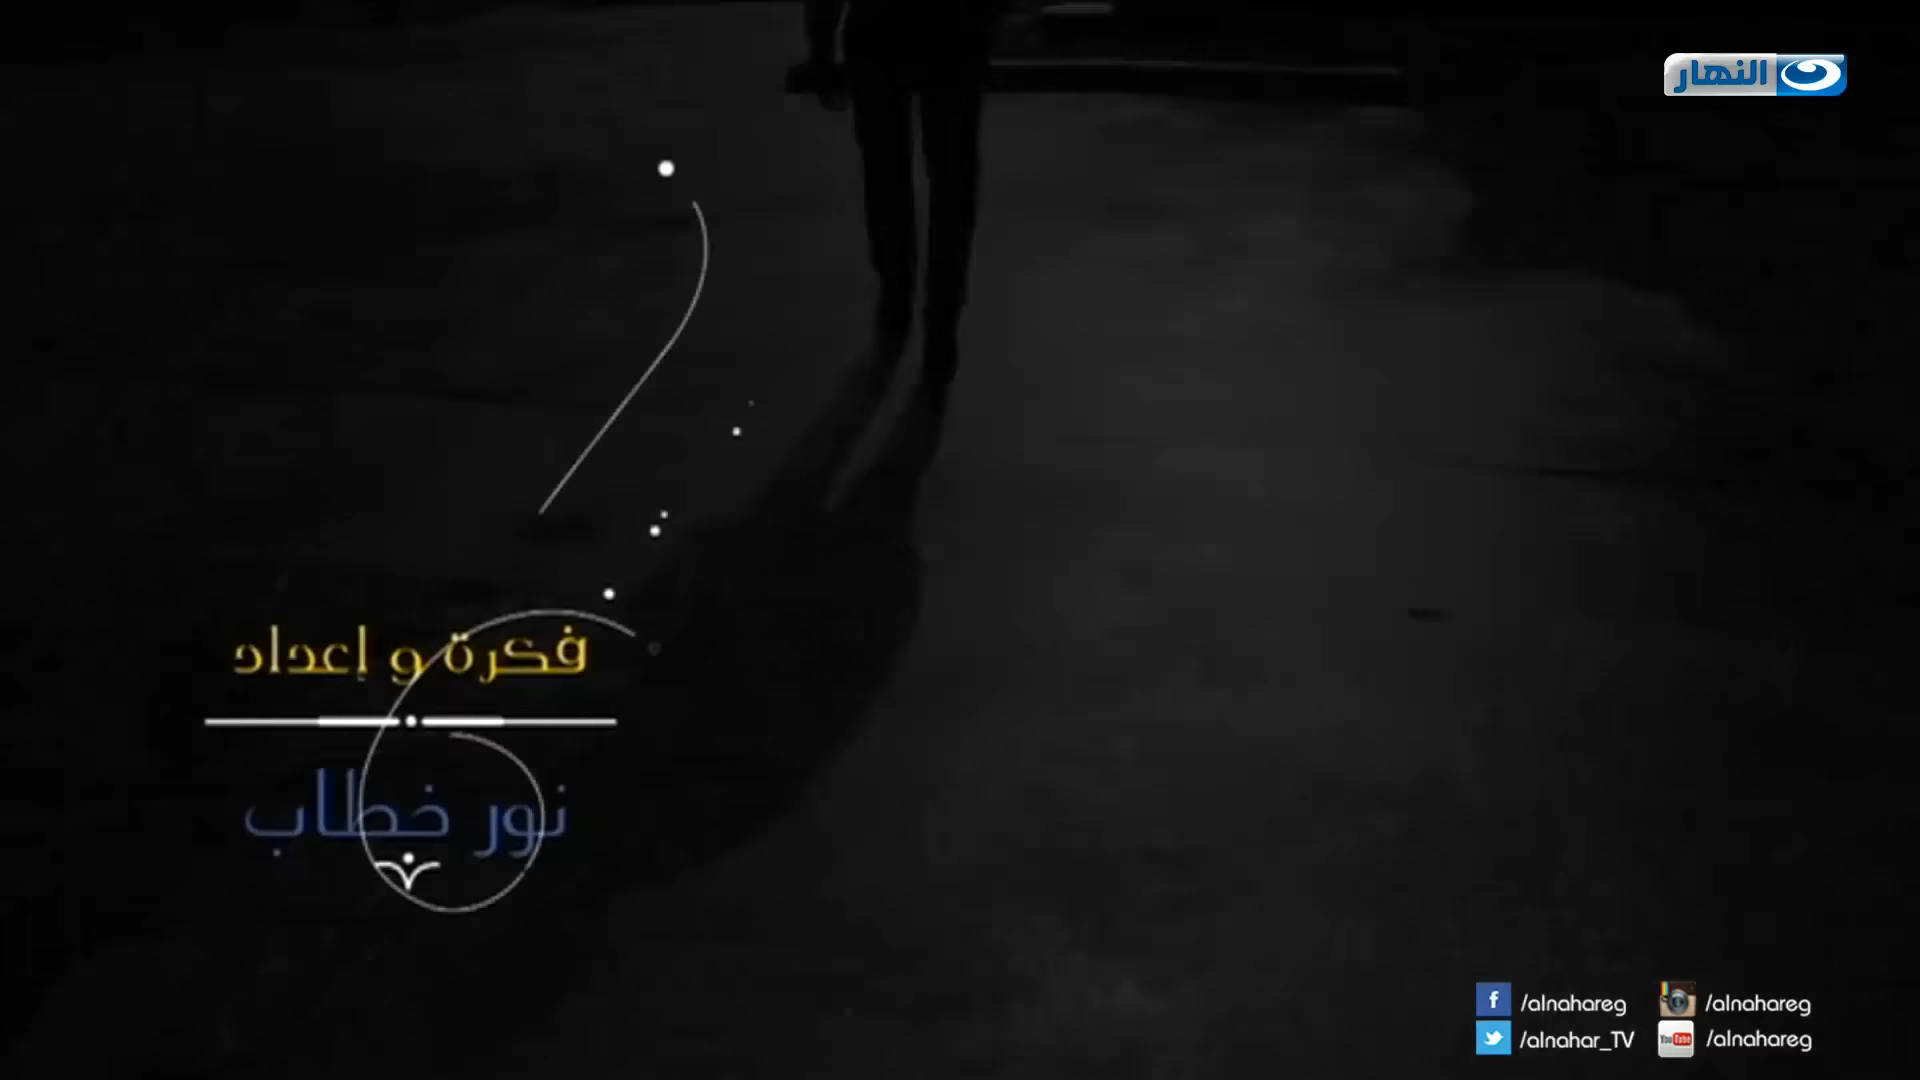 النهار
فكرة و إعداد
نور خطاب
/alnahareg
/alnahareg
/alnahar_TV
/alnahareg